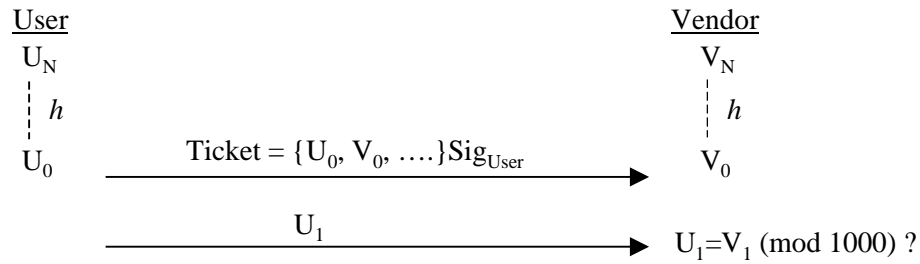 User Vendor
U_N V_N
h h
U_0 Ticket = {U_0, V_0, ….}Sig_User V_0
U_1 U_1=V_1 (mod 1000) ?